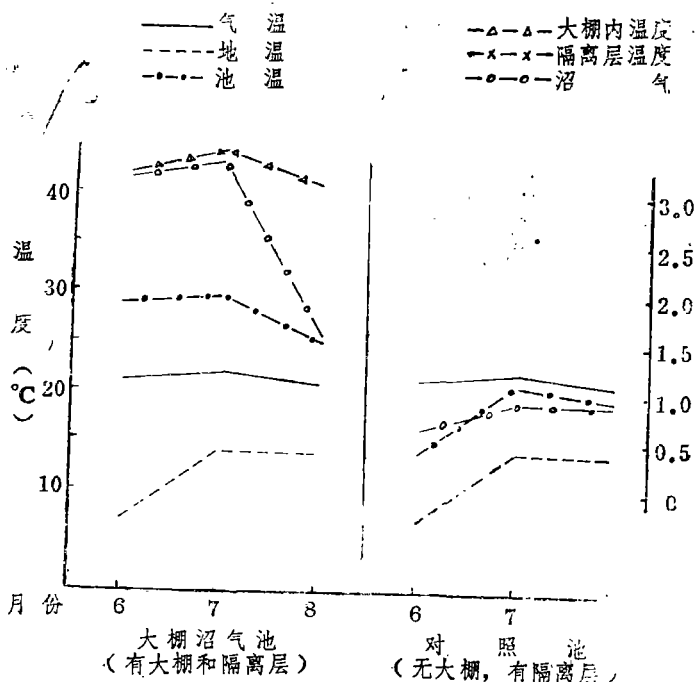 气温
地温
池温
大棚内温度
隔离层温度
沼气
40
30
20
10
温度(℃)
3.0
2.5
2.0
1.5
1.0
0.5
0
月份
6 7 8
6 7
大棚沼气池
(有大棚和隔离层)
对照池
(无大棚,有隔离层)